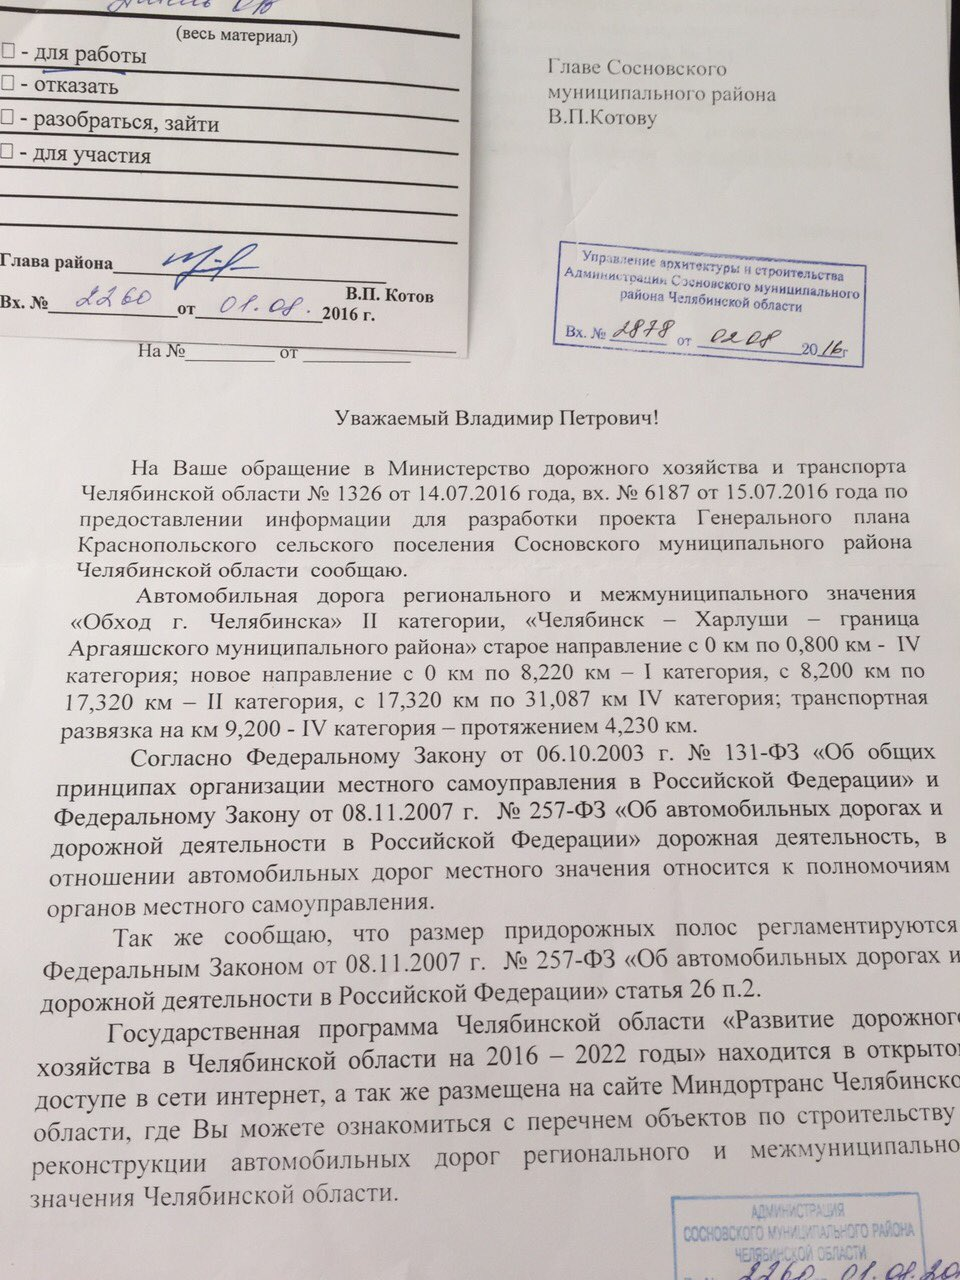 (весь материал)
- для работы
- отказать
- разобраться, зайти
- для участия
Глава района
В.П. Котов
Вх. № 2260 от 01.08. 2016 г.
На № от
Главе Сосновского
муниципального района
В.П.Котову
Управление архитектуры и строительства
Администрации Сосновского муниципального
района Челябинской области
Вх. № 2878 от 02 08 2016г
Уважаемый Владимир Петрович!
На Ваше обращение в Министерство дорожного хозяйства и транспорта
Челябинской области № 1326 от 14.07.2016 года, вх. № 6187 от 15.07.2016 года по
предоставлении информации для разработки проекта Генерального плана
Краснопольского сельского поселения Сосновского муниципального района
Челябинской области сообщаю.
Автомобильная дорога регионального и межмуниципального значения
«Обход г. Челябинска» II категории, «Челябинск – Харлуши – граница
Аргаяшского муниципального района» старое направление с 0 км по 0,800 км - IV
категория; новое направление с 0 км по 8,220 км – I категория, с 8,200 км по
17,320 км – II категория, с 17,320 км по 31,087 км IV категория; транспортная
развязка на км 9,200 - IV категория – протяжением 4,230 км.
Согласно Федеральному Закону от 06.10.2003 г. № 131-ФЗ «Об общих
принципах организации местного самоуправления в Российской Федерации» и
Федеральному Закону от 08.11.2007 г. № 257-ФЗ «Об автомобильных дорогах и
дорожной деятельности в Российской Федерации» дорожная деятельность, в
отношении автомобильных дорог местного значения относится к полномочиям
органов местного самоуправления.
Так же сообщаю, что размер придорожных полос регламентируются
Федеральным Законом от 08.11.2007 г. № 257-ФЗ «Об автомобильных дорогах и
дорожной деятельности в Российской Федерации» статья 26 п.2.
Государственная программа Челябинской области «Развитие дорожного
хозяйства в Челябинской области на 2016 – 2022 годы» находится в открытом
доступе в сети интернет, а так же размещена на сайте Миндортранс Челябинско
области, где Вы можете ознакомиться с перечнем объектов по строительству
реконструкции автомобильных дорог регионального и межмуниципально
значения Челябинской области.
АДМИНИСТРАЦИЯ
СОСНОВСКОГО МУНИЦИПАЛЬНОГО РАЙОНА
ЧЕЛЯБИНСКОЙ ОБЛАСТИ
2260 01.08.20